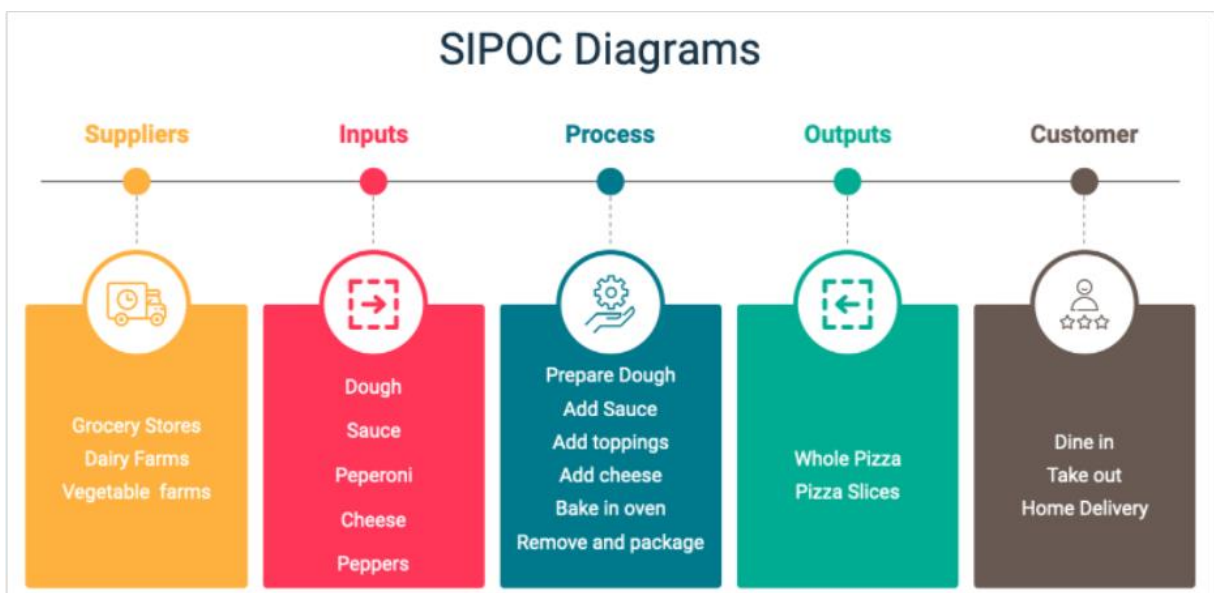 SIPOC Diagrams
Suppliers
Inputs
Process
Outputs
Customer
Grocery Stores
Dairy Farms
Vegetable farms
Dough
Sauce
Peperoni
Cheese
Peppers
Prepare Dough
Add Sauce
Add toppings
Add cheese
Bake in oven
Remove and package
Whole Pizza
Pizza Slices
Dine in
Take out
Home Delivery